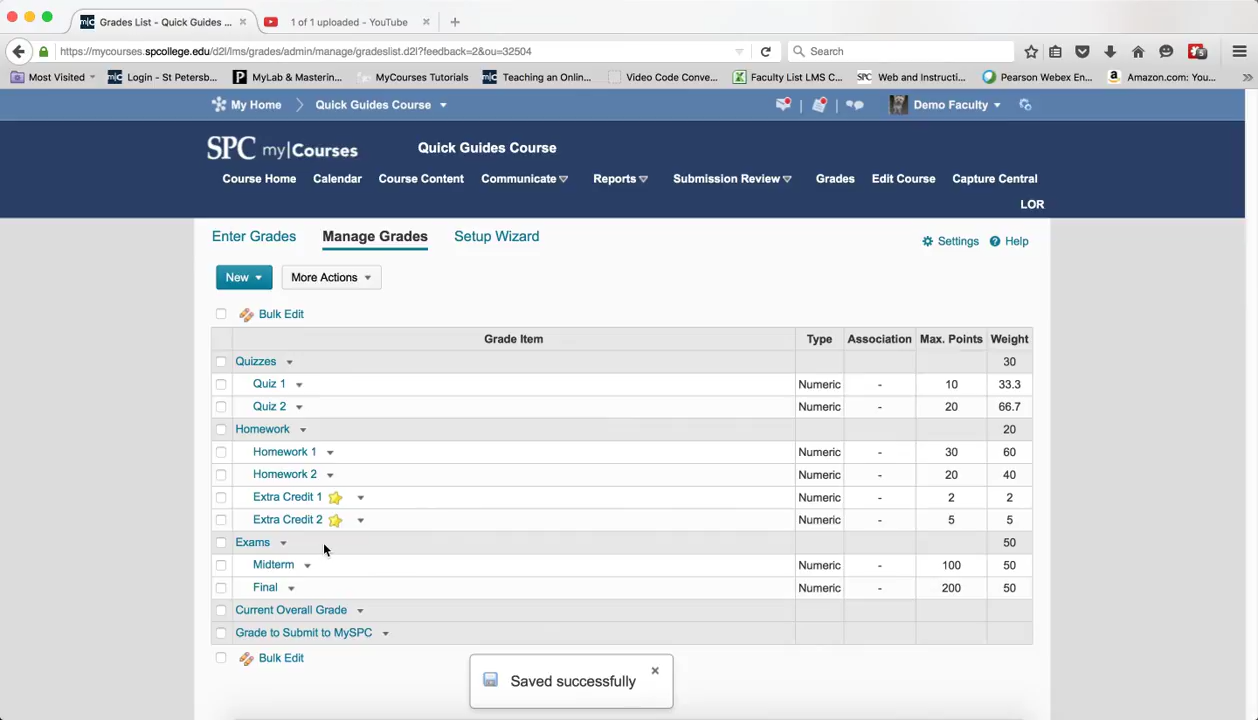 Grades List - Quick Guides ...
1 of 1 uploaded - YouTube
https://mycourses.spcollege.edu/d2l/lms/grades/admin/manage/gradeslist.d2l?feedback=2&ou=32504
Search
Most Visited
Login - St Petersb...
MyLab & Masterin...
MyCourses Tutorials
Teaching an Onlin...
Video Code Conve...
Faculty List LMS C...
Web and Instructi...
Pearson Webex En...
Amazon.com: You...
My Home Quick Guides Course Demo Faculty
SPC my|Courses Quick Guides Course
Course Home Calendar Course Content Communicate Reports Submission Review Grades Edit Course Capture Central
LOR
Enter Grades Manage Grades Setup Wizard Settings Help
New More Actions
Bulk Edit
Grade Item Type Association Max. Points Weight
Quizzes 30
Quiz 1 Numeric - 10 33.3
Quiz 2 Numeric - 20 66.7
Homework 20
Homework 1 Numeric - 30 60
Homework 2 Numeric - 20 40
Extra Credit 1 Numeric - 2 2
Extra Credit 2 Numeric - 5 5
Exams 50
Midterm Numeric - 100 50
Final Numeric - 200 50
Current Overall Grade
Grade to Submit to MySPC
Bulk Edit
Saved successfully